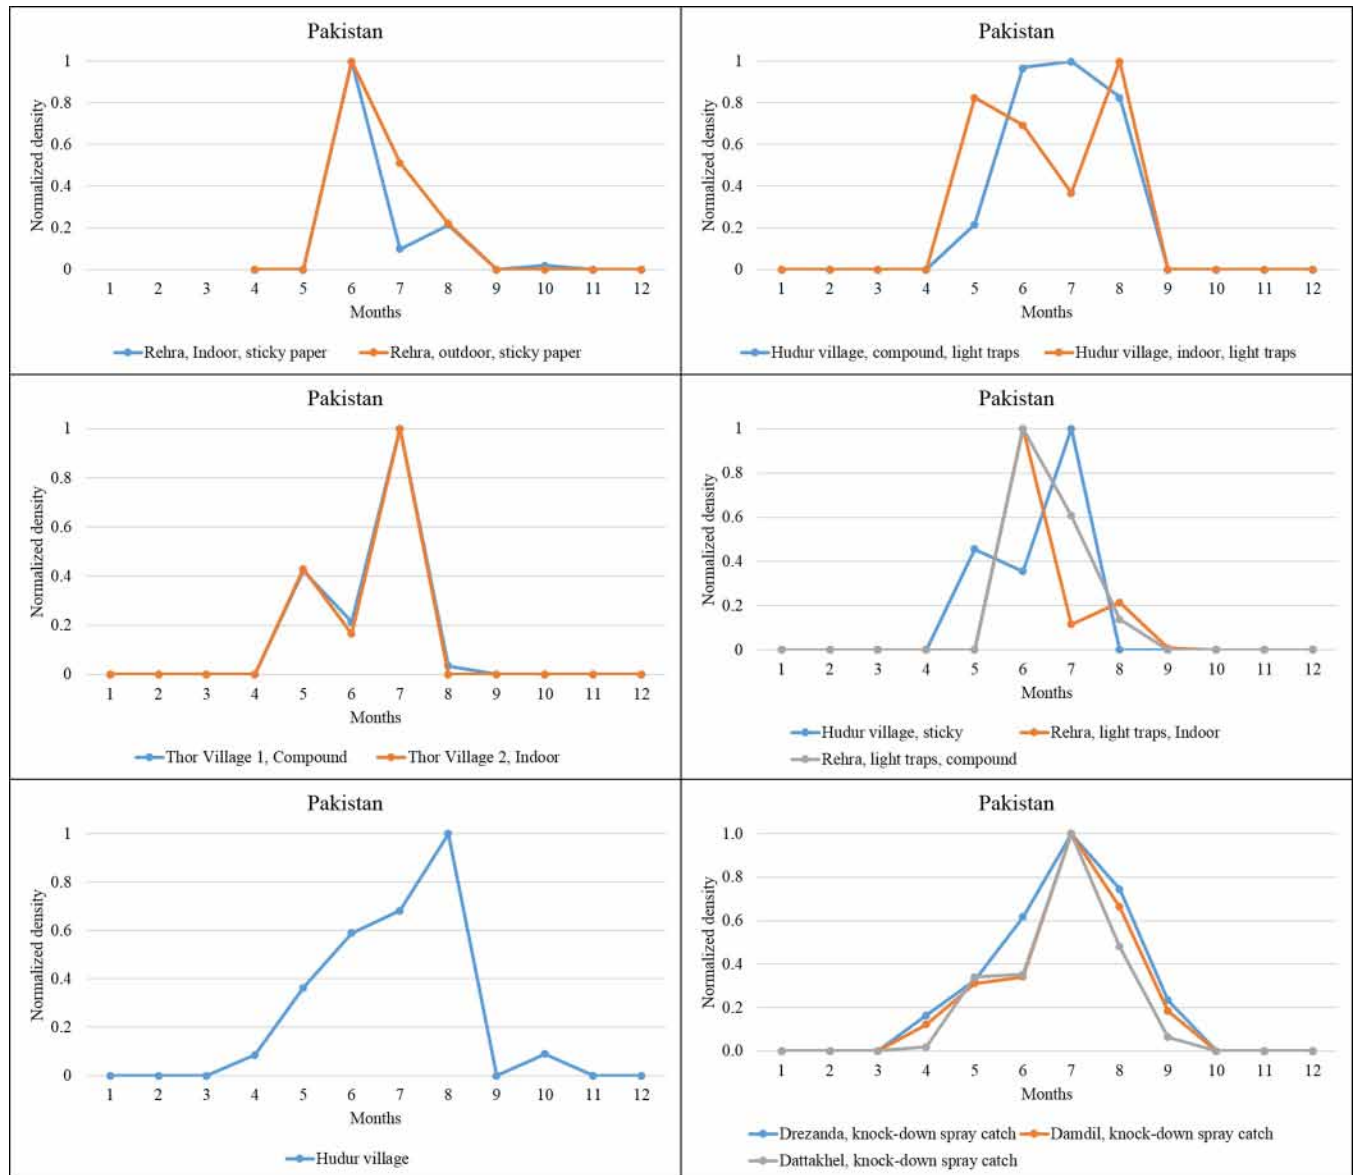 Pakistan
Normalized density
1
0.8
0.6
0.4
0.2
0
1 2 3 4 5 6 7 8 9 10 11 12
Months
Rehra, Indoor, sticky paper Rehra, outdoor, sticky paper
Pakistan
Normalized density
1
0.8
0.6
0.4
0.2
0
1 2 3 4 5 6 7 8 9 10 11 12
Months
Hudur village, compound, light traps Hudur village, indoor, light traps
Pakistan
Normalized density
1
0.8
0.6
0.4
0.2
0
1 2 3 4 5 6 7 8 9 10 11 12
Months
Thor Village 1, Compound Thor Village 2, Indoor
Pakistan
Normalized density
1
0.8
0.6
0.4
0.2
0
1 2 3 4 5 6 7 8 9 10 11 12
Months
Hudur village, sticky Rehra, light traps, Indoor
Rehra, light traps, compound
Pakistan
Normalized density
1
0.8
0.6
0.4
0.2
0
1 2 3 4 5 6 7 8 9 10 11 12
Months
Hudur village
Pakistan
Normalized density
1.0
0.8
0.6
0.4
0.2
0.0
1 2 3 4 5 6 7 8 9 10 11 12
Months
Drezanda, knock-down spray catch Damdil, knock-down spray catch
Dattakhel, knock-down spray catch